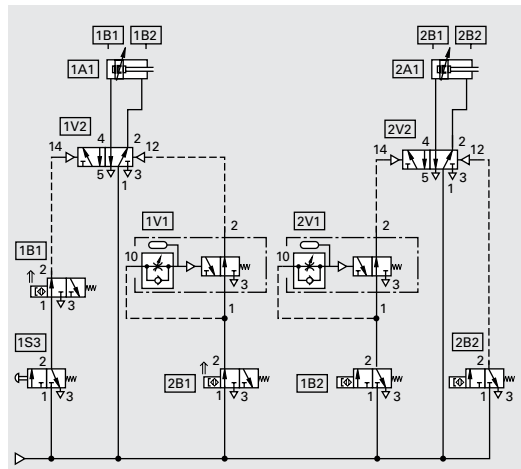 1B1 1B2 2B1 2B2
1A1 2A1
1V2 4 2 2V2 4 2
14 12 14 12
5 3 5 3
1 1
1V1 2 2V1 2
1B1 10 10
2 3 3
1 3 1 1
1S3 2 2 2 2B2 2
1 3 2B1 1 3 1B2 1 3 1 3